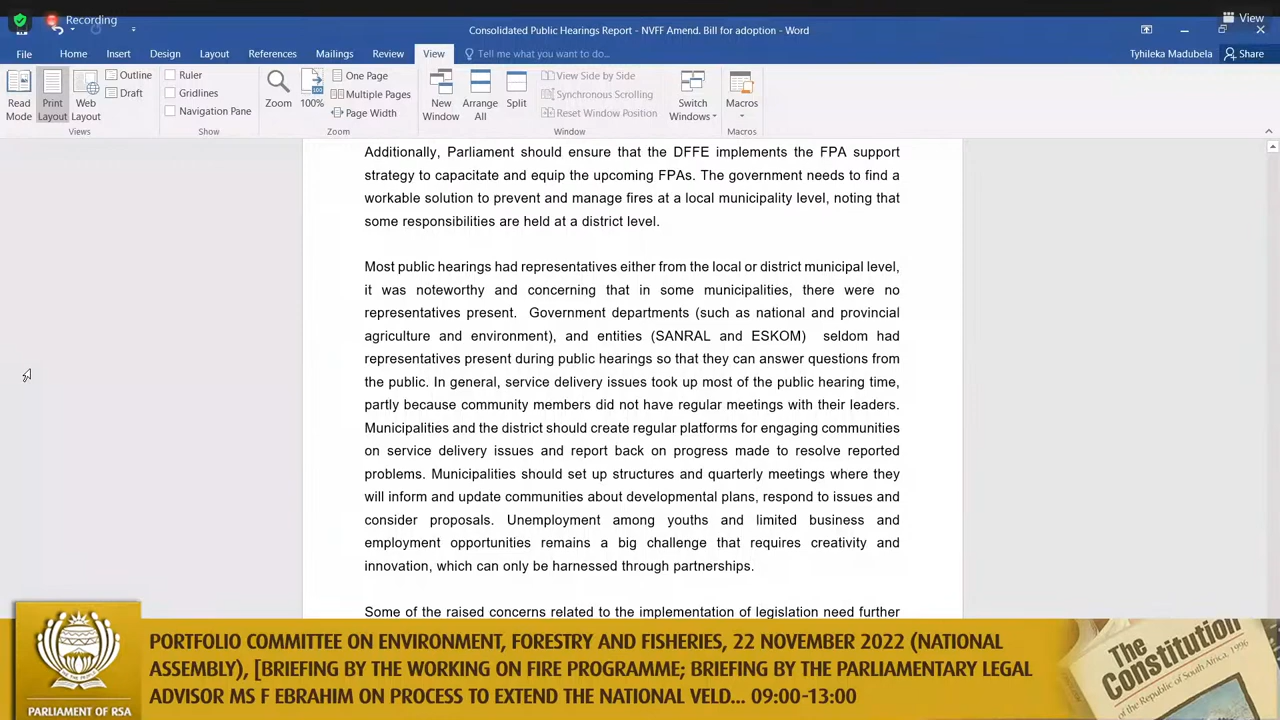 Recording
View
Consolidated Public Hearings Report - NVFF Amend. Bill for adoption - Word
File Home Insert Design Layout References Mailings Review View Tell me what you want to do...
Tyhileka Madubela Share
Read Mode
Print Layout
Web Layout
Outline
Draft
Views
Ruler
Gridlines
Navigation Pane
Show
Zoom
100%
One Page
Multiple Pages
Page Width
Zoom
New Window
Arrange All
Split
View Side by Side
Synchronous Scrolling
Reset Window Position
Window
Switch Windows
Macros
Macros
Additionally, Parliament should ensure that the DFFE implements the FPA support
strategy to capacitate and equip the upcoming FPAs. The government needs to find a
workable solution to prevent and manage fires at a local municipality level, noting that
some responsibilities are held at a district level.
Most public hearings had representatives either from the local or district municipal level,
it was noteworthy and concerning that in some municipalities, there were no
representatives present. Government departments (such as national and provincial
agriculture and environment), and entities (SANRAL and ESKOM) seldom had
representatives present during public hearings so that they can answer questions from
the public. In general, service delivery issues took up most of the public hearing time,
partly because community members did not have regular meetings with their leaders.
Municipalities and the district should create regular platforms for engaging communities
on service delivery issues and report back on progress made to resolve reported
problems. Municipalities should set up structures and quarterly meetings where they
will inform and update communities about developmental plans, respond to issues and
consider proposals. Unemployment among youths and limited business and
employment opportunities remains a big challenge that requires creativity and
innovation, which can only be harnessed through partnerships.
Some of the raised concerns related to the implementation of legislation need further
PORTFOLIO COMMITTEE ON ENVIRONMENT, FORESTRY AND FISHERIES, 22 NOVEMBER 2022 (NATIONAL
ASSEMBLY), [BRIEFING BY THE WORKING ON FIRE PROGRAMME; BRIEFING BY THE PARLIAMENTARY LEGAL
ADVISOR MS F EBRAHIM ON PROCESS TO EXTEND THE NATIONAL VELD... 09:00-13:00
PARLIAMENT OF RSA
The
Constitution
of the Republic of South Africa, 1996